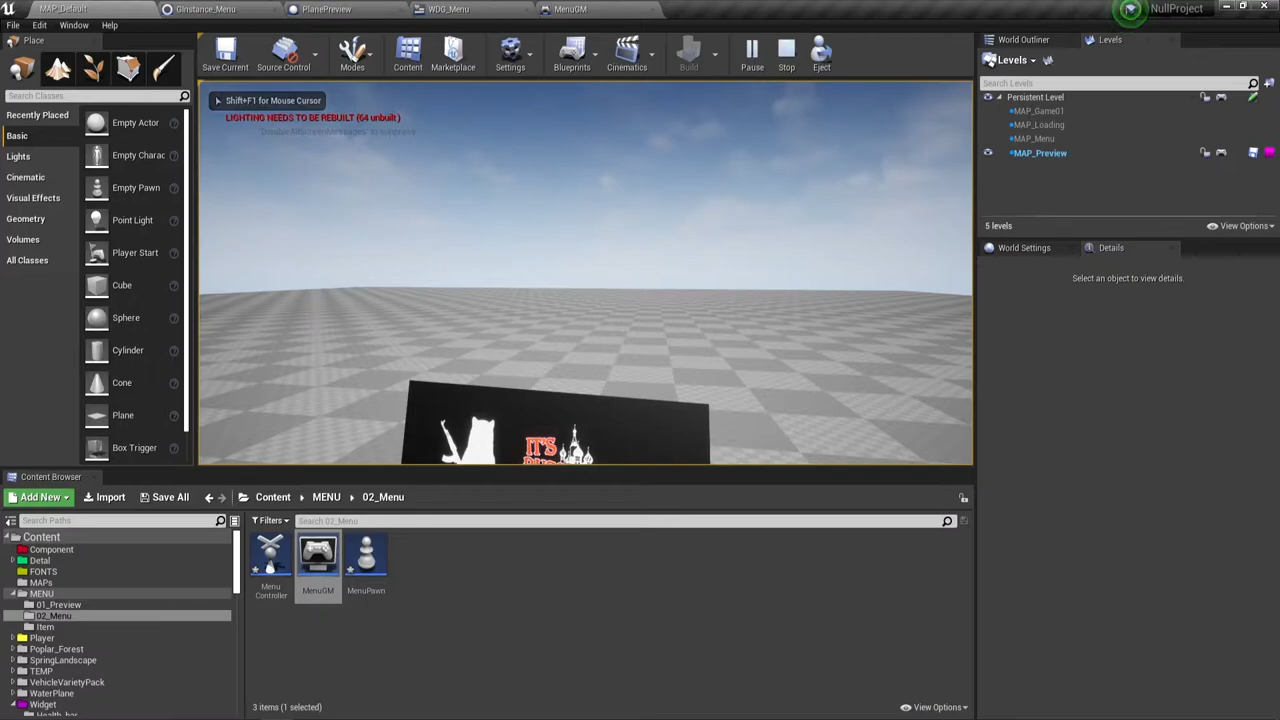 MAP_Default
GInstance_Menu
PlanePreview
WDG_Menu
MenuGM
NullProject
File Edit Window Help
Place
Save Current
Source Control
Modes
Content
Marketplace
Settings
Blueprints
Cinematics
Build
Pause
Stop
Eject
World Outliner
Levels
Levels
Search Classes
Search Levels
Recently Placed
Basic
Lights
Cinematic
Visual Effects
Geometry
Volumes
All Classes
Empty Actor
Empty Charac
Empty Pawn
Point Light
Player Start
Cube
Sphere
Cylinder
Cone
Plane
Box Trigger
Shift+F1 for Mouse Cursor
LIGHTING NEEDS TO BE REBUILT (64 unbuilt)
'DisableAllScreenMessages' to suppress
IT'S
Persistent Level
MAP_Game01
MAP_Loading
MAP_Menu
MAP_Preview
5 levels
View Options
World Settings
Details
Select an object to view details.
Content Browser
Add New
Import
Save All
Content
MENU
02_Menu
Search Paths
Filters
Search 02_Menu
Content
Component
Detal
FONTS
MAPs
MENU
01_Preview
02_Menu
Item
Player
Poplar_Forest
SpringLandscape
TEMP
VehicleVarietyPack
WaterPlane
Widget
Health_bar
Menu
Controller
MenuGM
MenuPawn
3 items (1 selected)
View Options